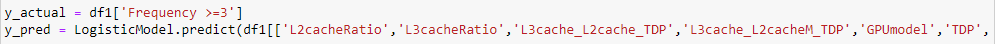 y_actual = df1['Frequency >=3']
y_pred = LogisticModel.predict(df1[['L2cacheRatio','L3cacheRatio','L3cache_L2cache_TDP','L3cache_L2cacheM_TDP','GPUmodel','TDP',